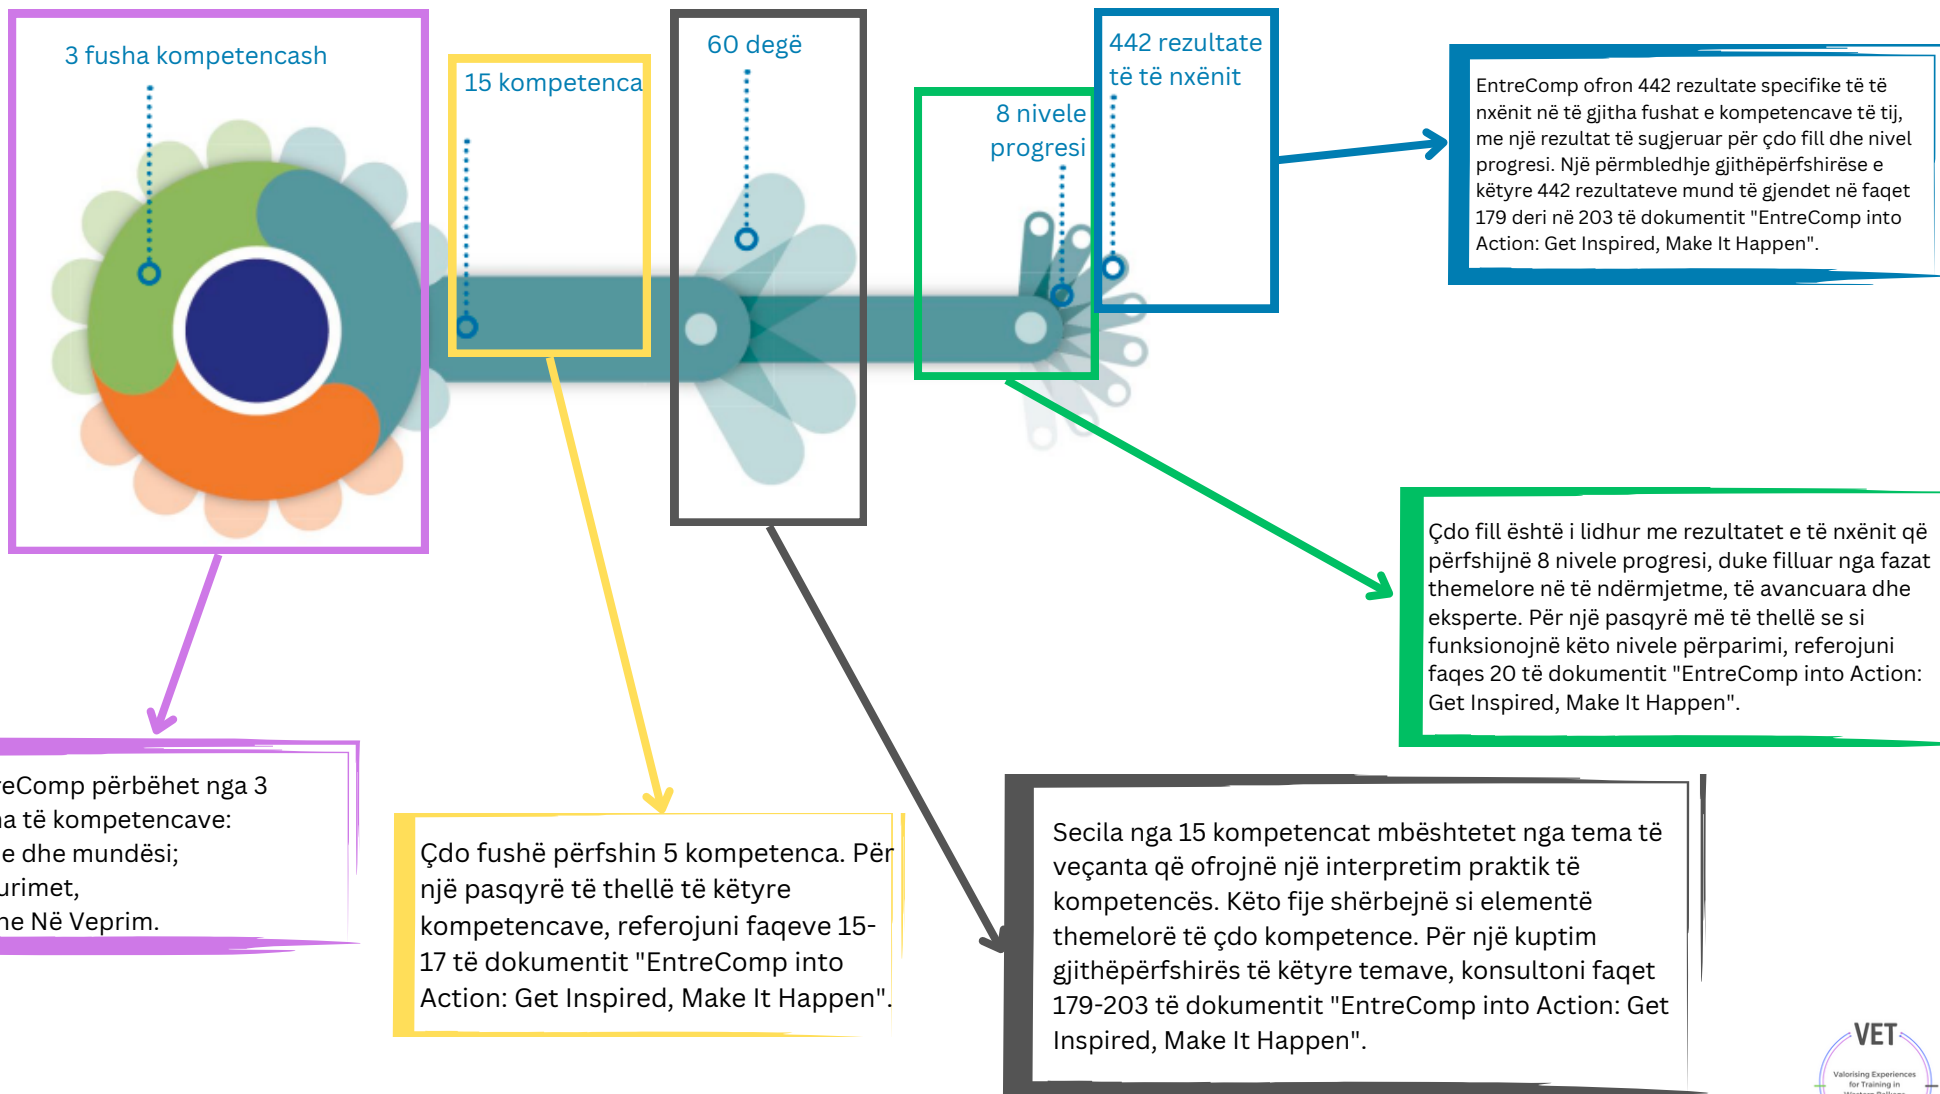 3 fusha kompetencash
15 kompetenca
60 degë
8 nivele
progresi
442 rezultate
të të nxënit
EntreComp ofron 442 rezultate specifike të të
nxënit në të gjitha fushat e kompetencave të tij,
me një rezultat të sugjeruar për çdo fill dhe nivel
progresi. Një përmbledhje gjithëpërfshirëse e
këtyre 442 rezultateve mund të gjendet në faqet
179 deri në 203 të dokumentit "EntreComp into
Action: Get Inspired, Make It Happen".
Çdo fill është i lidhur me rezultatet e të nxënit që
përfshijnë 8 nivele progresi, duke filluar nga fazat
themelore në të ndërmjetme, të avancuara dhe
eksperte. Për një pasqyrë më të thellë se si
funksionojnë këto nivele përparimi, referojuni
faqes 20 të dokumentit "EntreComp into Action:
Get Inspired, Make It Happen".
reComp përbëhet nga 3
të kompetencave:
e dhe mundësi;
urimet,
Në Veprim.
Çdo fushë përfshin 5 kompetenca. Për
një pasqyrë të thellë të këtyre
kompetencave, referojuni faqeve 15-
17 të dokumentit "EntreComp into
Action: Get Inspired, Make It Happen".
Secila nga 15 kompetencat mbështetet nga tema të
veçanta që ofrojnë një interpretim praktik të
kompetencës. Këto fije shërbejnë si elementë
themelorë të çdo kompetence. Për një kuptim
gjithëpërfshirës të këtyre temave, konsultoni faqet
179-203 të dokumentit "EntreComp into Action: Get
Inspired, Make It Happen".
VET
Valorising Experiences
for Training in